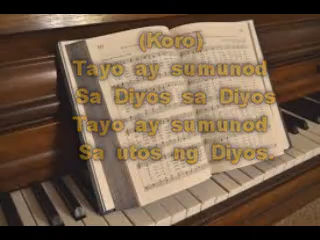 (Koro)
Tayo ay sumunod
Sa Diyos sa Diyos
Tayo ay sumunod
Sa utos ng Diyos.